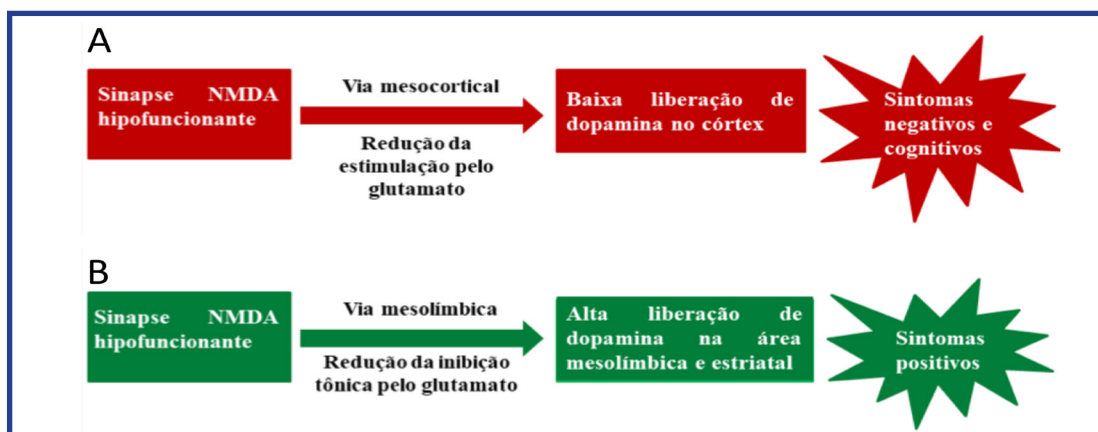 A
Sinapse NMDA
hipofuncionante
Via mesocortical
Redução da
estimulação pelo
glutamato
Baixa liberação de
dopamina no córtex
Sintomas
negativos e
cognitivos
B
Sinapse NMDA
hipofuncionante
Via mesolímbica
Redução da inibição
tônica pelo glutamato
Alta liberação de
dopamina na área
mesolímbica e estriatal
Sintomas
positivos